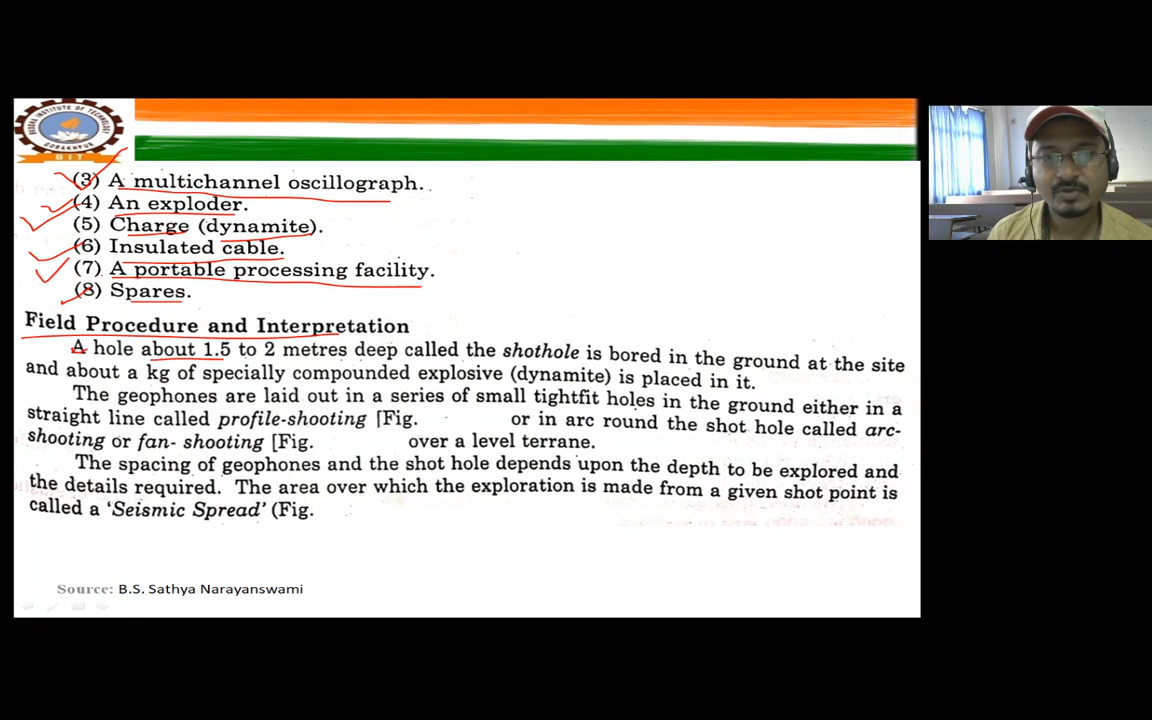 BUDDHA INSTITUTE OF TECHNOLOGY
GORAKHPUR
BIT
(3) A multichannel oscillograph.
(4) An exploder.
(5) Charge (dynamite).
(6) Insulated cable.
(7) A portable processing facility.
(8) Spares.
Field Procedure and Interpretation
A hole about 1.5 to 2 metres deep called the shothole is bored in the ground at the site
and about a kg of specially compounded explosive (dynamite) is placed in it.
The geophones are laid out in a series of small tightfit holes in the ground either in a
straight line called profile-shooting [Fig. or in arc round the shot hole called arc-
shooting or fan- shooting [Fig. over a level terrane.
The spacing of geophones and the shot hole depends upon the depth to be explored and
the details required. The area over which the exploration is made from a given shot point is
called a 'Seismic Spread' (Fig.
Source: B.S. Sathya Narayanswami